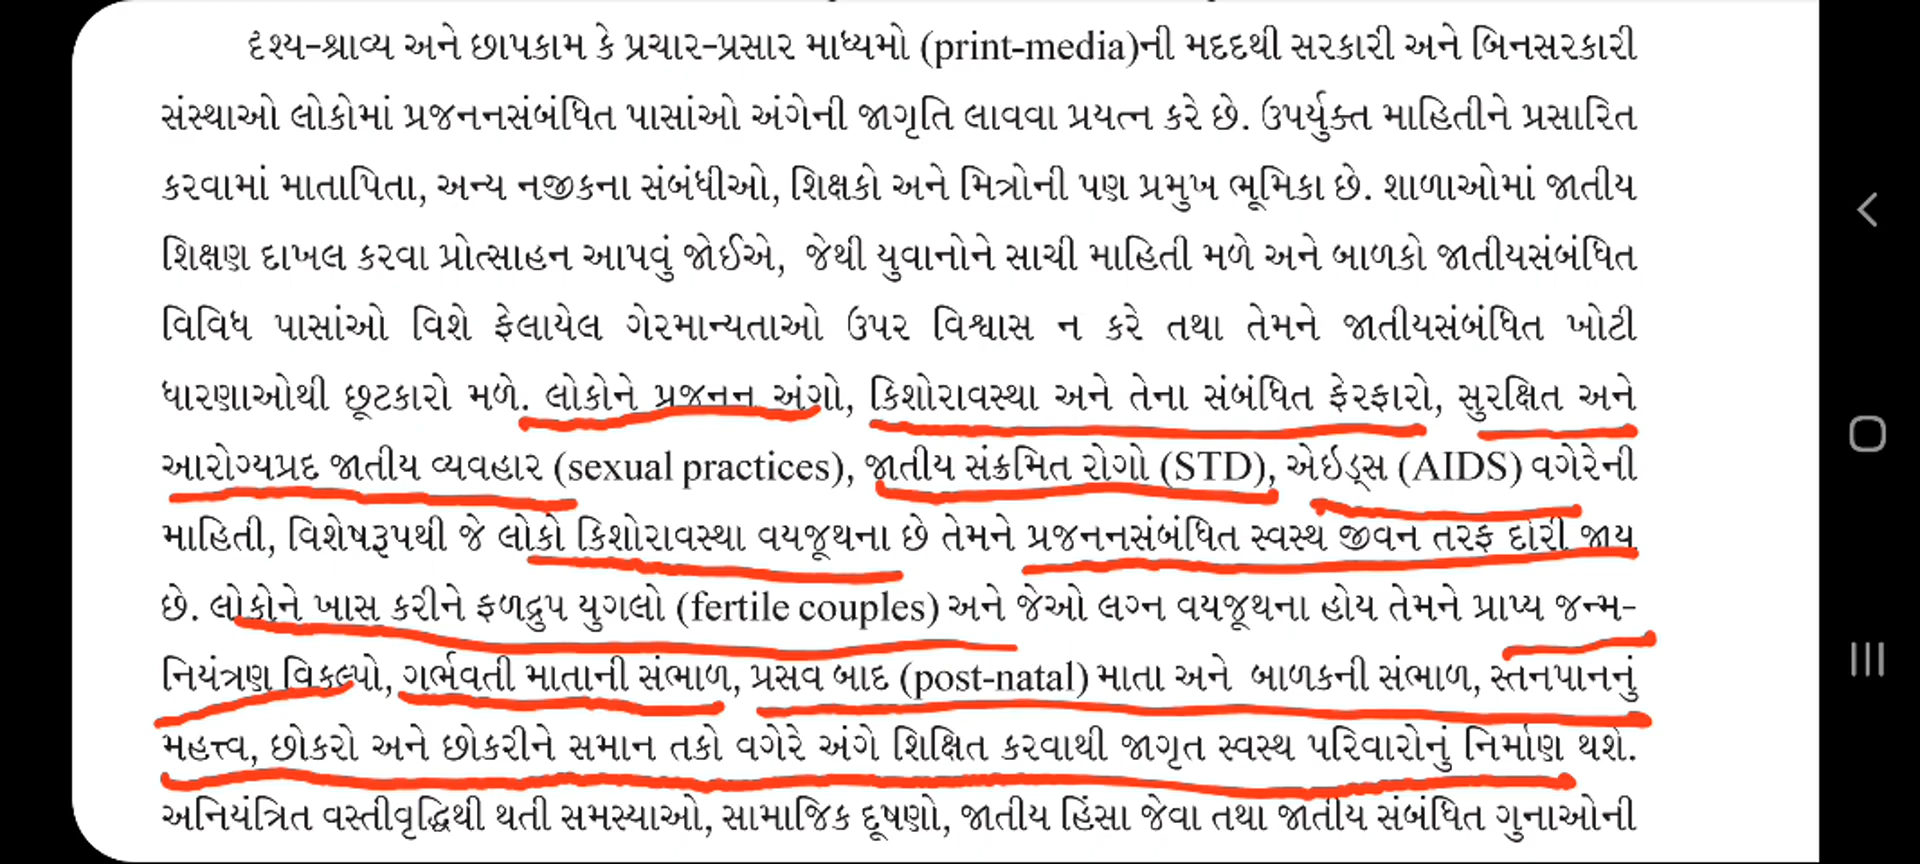 દૃશ્ય-શ્રાવ્ય અને છાપકામ કે પ્રચાર-પ્રસાર માધ્યમો (print-media)ની મદદથી સરકારી અને બિનસરકારી
સંસ્થાઓ લોકોમાં પ્રજનનસંબંધિત પાસાંઓ અંગેની જાગૃતિ લાવવા પ્રયત્ન કરે છે. ઉપર્યુક્ત માહિતીને પ્રસારિત
કરવામાં માતાપિતા, અન્ય નજીકના સંબંધીઓ, શિક્ષકો અને મિત્રોની પણ પ્રમુખ ભૂમિકા છે. શાળાઓમાં જાતીય
શિક્ષણ દાખલ કરવા પ્રોત્સાહન આપવું જોઈએ, જેથી યુવાનોને સાચી માહિતી મળે અને બાળકો જાતીયસંબંધિત
વિવિધ પાસાંઓ વિશે ફેલાયેલ ગેરમાન્યતાઓ ઉપર વિશ્વાસ ન કરે તથા તેમને જાતીયસંબંધિત ખોટી
ધારણાઓથી છૂટકારો મળે. લોકોને પ્રજનન અંગો, કિશોરાવસ્થા અને તેના સંબંધિત ફેરફારો, સુરક્ષિત અને
આરોગ્યપ્રદ જાતીય વ્યવહાર (sexual practices), જાતીય સંક્રમિત રોગો (STD), એઇડ્સ (AIDS) વગેરેની
માહિતી, વિશેષરૂપથી જે લોકો કિશોરાવસ્થા વયજૂથના છે તેમને પ્રજનનસંબંધિત સ્વસ્થ જીવન તરફ દોરી જાય
છે. લોકોને ખાસ કરીને ફળદ્રુપ યુગલો (fertile couples) અને જેઓ લગ્ન વયજૂથના હોય તેમને પ્રાપ્ય જન્મ-
નિયંત્રણ વિકલ્પો, ગર્ભવતી માતાની સંભાળ, પ્રસવ બાદ (post-natal) માતા અને બાળકની સંભાળ, સ્તનપાનનું
મહત્ત્વ, છોકરો અને છોકરીને સમાન તકો વગેરે અંગે શિક્ષિત કરવાથી જાગૃત સ્વસ્થ પરિવારોનું નિર્માણ થશે.
અનિયંત્રિત વસ્તીવૃદ્ધિથી થતી સમસ્યાઓ, સામાજિક દૂષણો, જાતીય હિંસા જેવા તથા જાતીય સંબંધિત ગુનાઓની